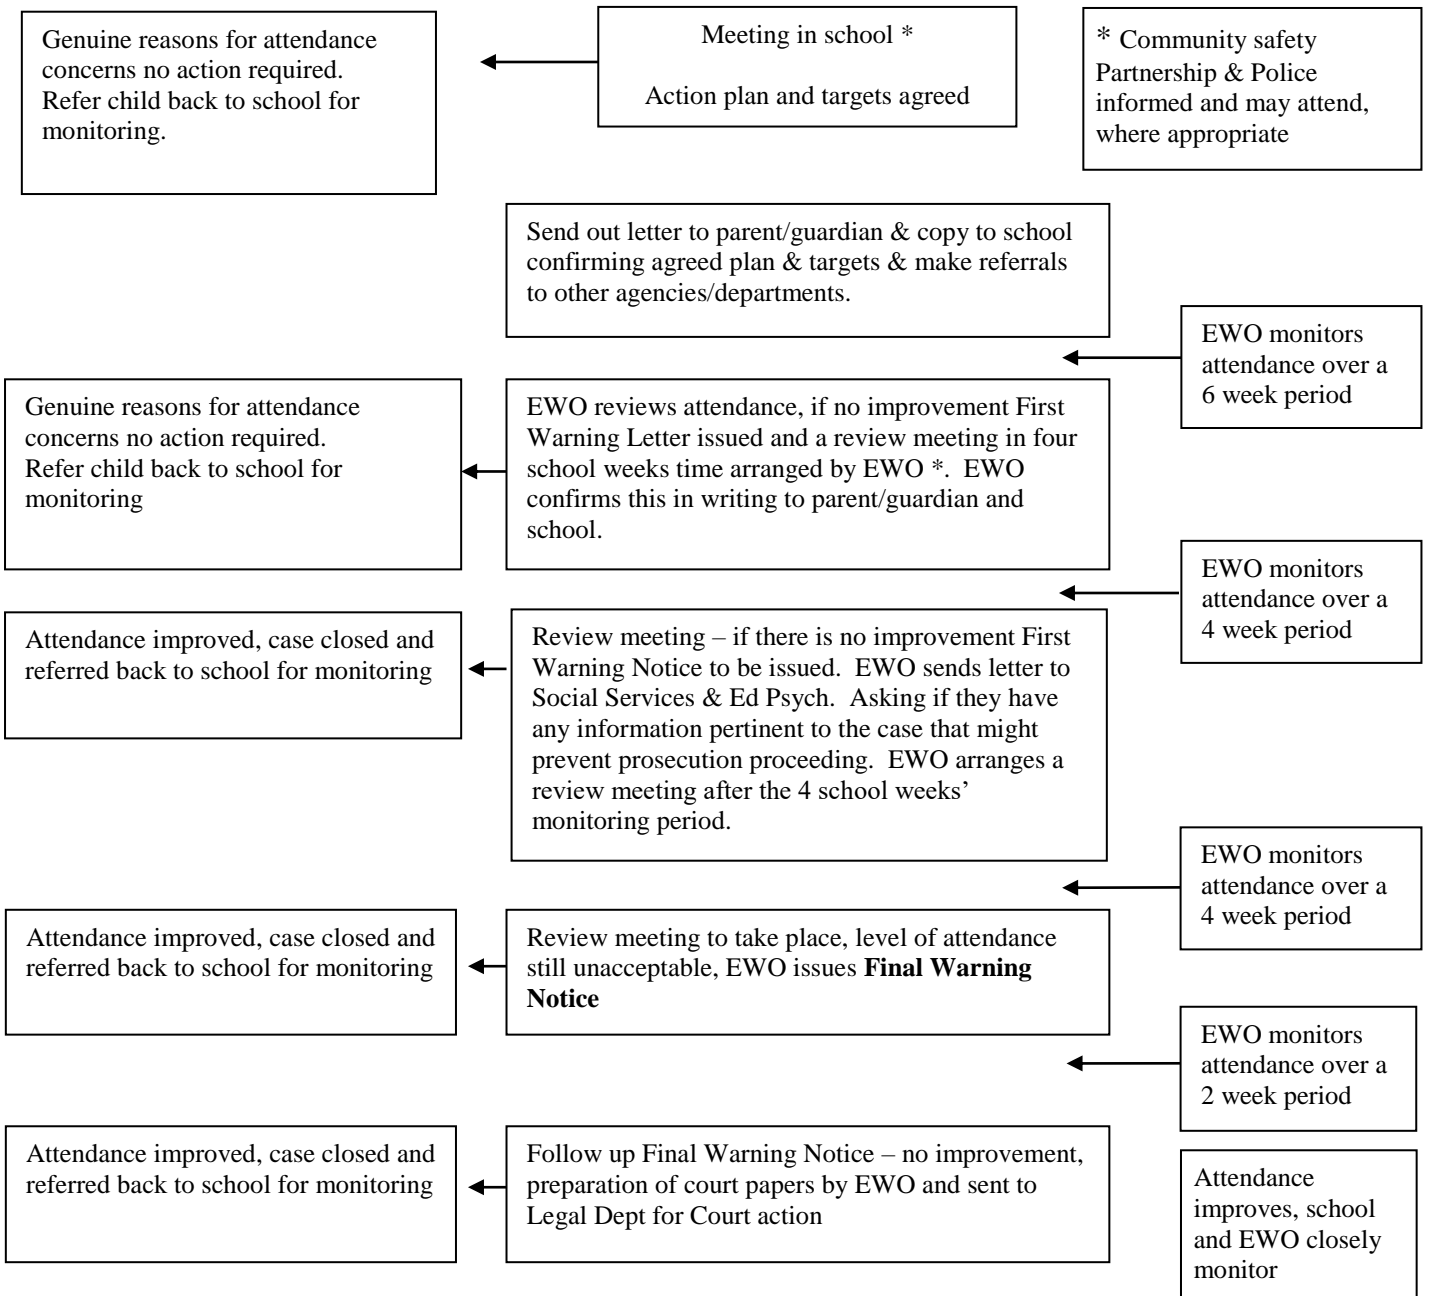 Genuine reasons for attendance
concerns no action required.
Refer child back to school for
monitoring.
Meeting in school *
Action plan and targets agreed
* Community safety
Partnership & Police
informed and may attend,
where appropriate
Send out letter to parent/guardian & copy to school
confirming agreed plan & targets & make referrals
to other agencies/departments.
EWO monitors
attendance over a
6 week period
Genuine reasons for attendance
concerns no action required.
Refer child back to school for
monitoring
EWO reviews attendance, if no improvement First
Warning Letter issued and a review meeting in four
school weeks time arranged by EWO *.  EWO
confirms this in writing to parent/guardian and
school.
EWO monitors
attendance over a
4 week period
Attendance improved, case closed and
referred back to school for monitoring
Review meeting – if there is no improvement First
Warning Notice to be issued.  EWO sends letter to
Social Services & Ed Psych.  Asking if they have
any information pertinent to the case that might
prevent prosecution proceeding.  EWO arranges a
review meeting after the 4 school weeks’
monitoring period.
EWO monitors
attendance over a
4 week period
Attendance improved, case closed and
referred back to school for monitoring
Review meeting to take place, level of attendance
still unacceptable, EWO issues Final Warning
Notice
EWO monitors
attendance over a
2 week period
Attendance improved, case closed and
referred back to school for monitoring
Follow up Final Warning Notice – no improvement,
preparation of court papers by EWO and sent to
Legal Dept for Court action
Attendance
improves, school
and EWO closely
monitor